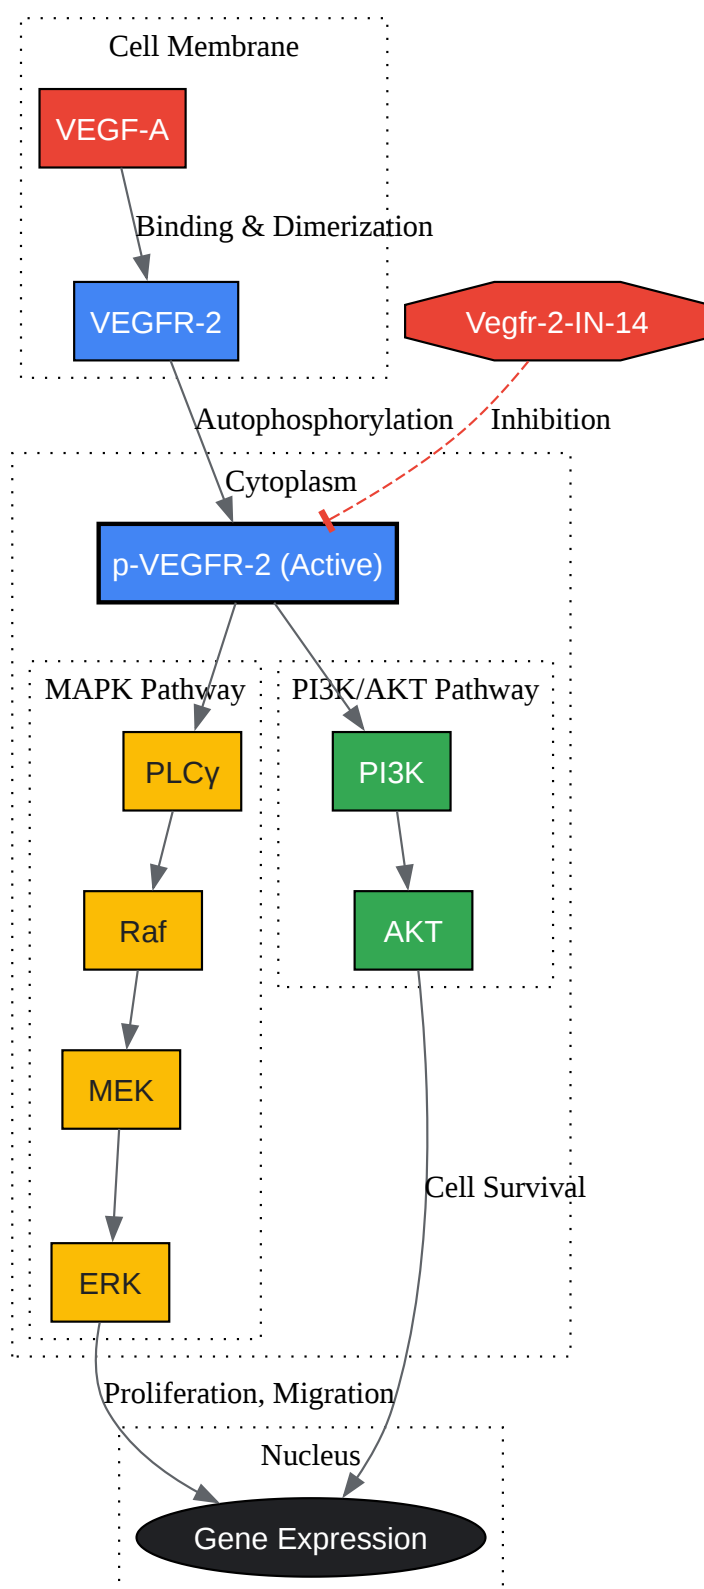 Cell Membrane
VEGF-A
Binding & Dimerization
VEGFR-2
Vegfr-2-IN-14
Autophosphorylation
Inhibition
Cytoplasm
p-VEGFR-2 (Active)
MAPK Pathway
PI3K/AKT Pathway
PLCγ
PI3K
Raf
AKT
MEK
Cell Survival
ERK
Proliferation, Migration
Nucleus
Gene Expression